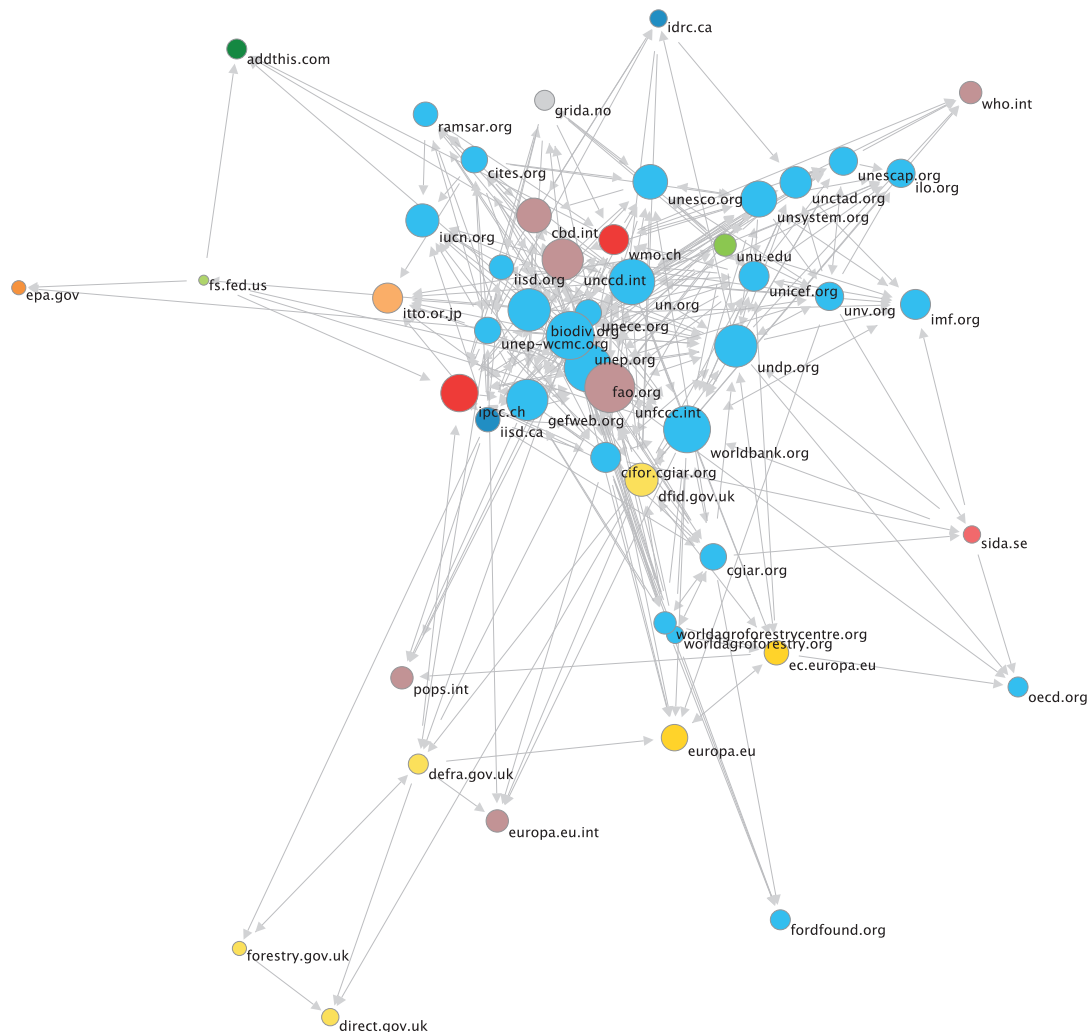 idrc.ca
addthis.com
who.int
grida.no
ramsar.org
cites.org
unescap.org
ilo.org
unctad.org
unesco.org
unsystem.org
iucn.org
cbd.int
wmo.ch
unu.edu
iisd.org
unccd.int
unicef.org
fs.fed.us
epa.gov
un.org
itto.or.jp
unv.org
imf.org
unece.org
biodiv.org
unep-wcmc.org
unep.org
undp.org
fao.org
ipcc.ch
unfccc.int
gefweb.org
iisd.ca
worldbank.org
cifor.cgiar.org
dfid.gov.uk
sida.se
cgiar.org
worldagroforestrycentre.org
worldagroforestry.org
ec.europa.eu
pops.int
oecd.org
europa.eu
defra.gov.uk
europa.eu.int
fordfound.org
forestry.gov.uk
direct.gov.uk